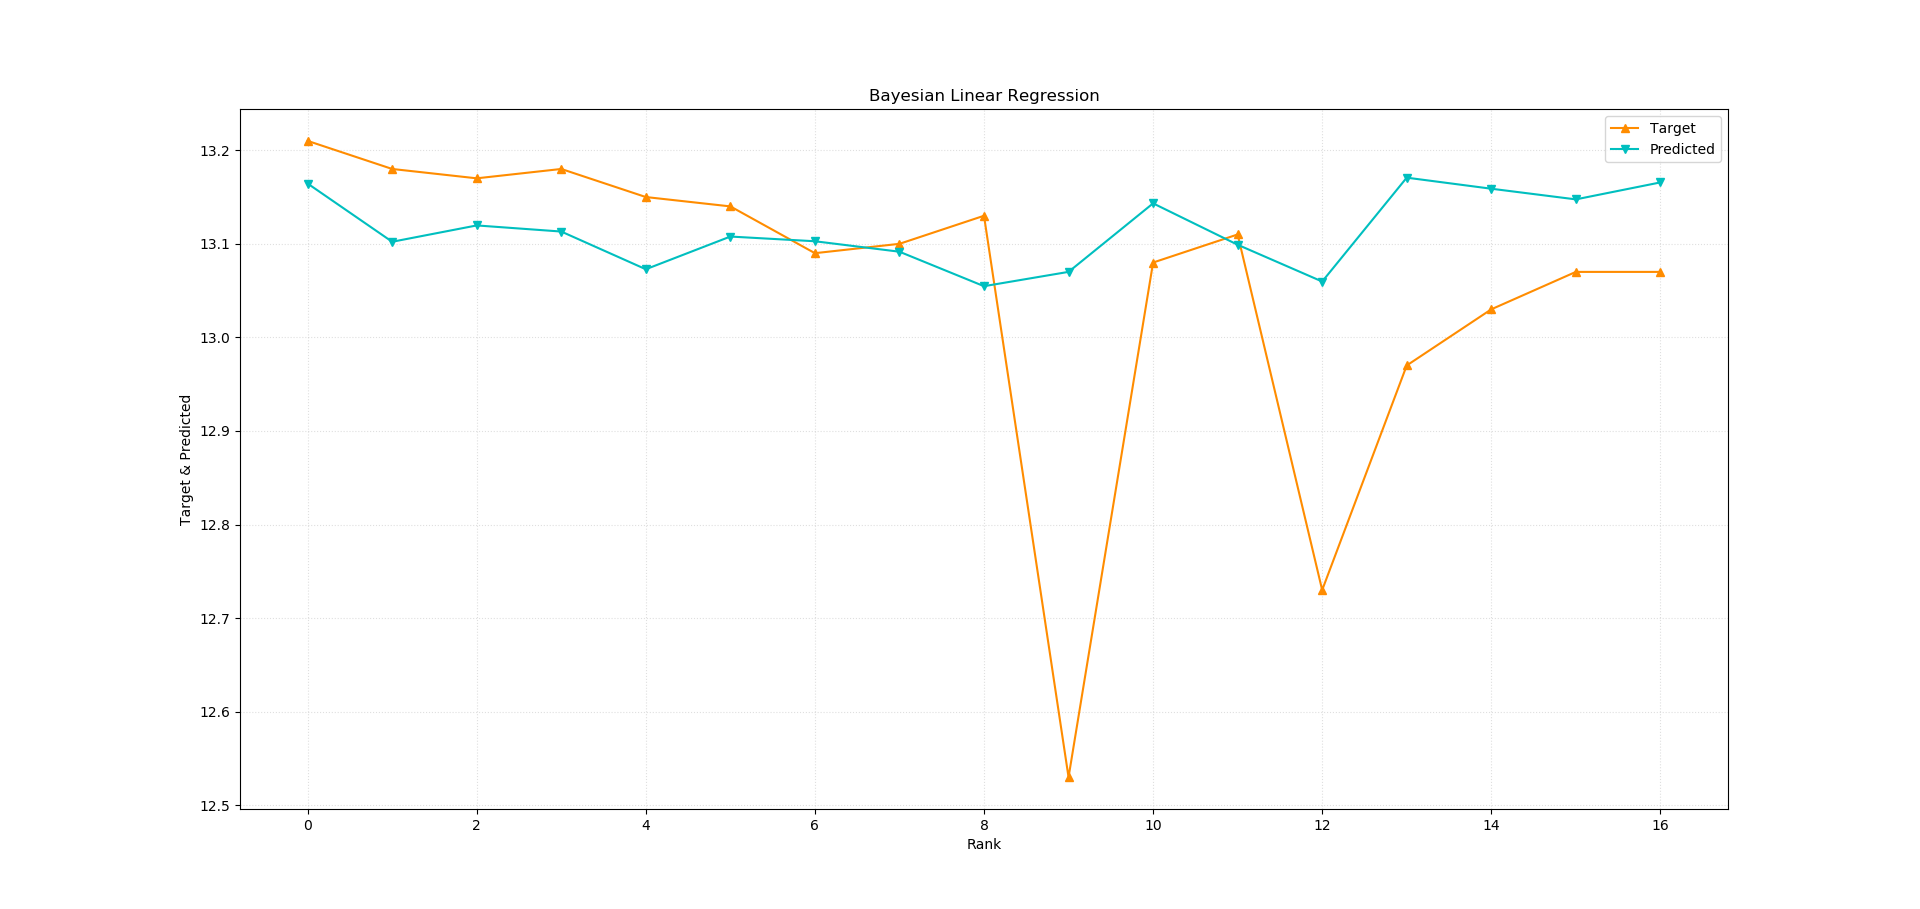 Bayesian Linear Regression
Target
Predicted
13.2
13.1
13.0
12.9
12.8
12.7
12.6
12.5
Target & Predicted
0 2 4 6 8 10 12 14 16
Rank